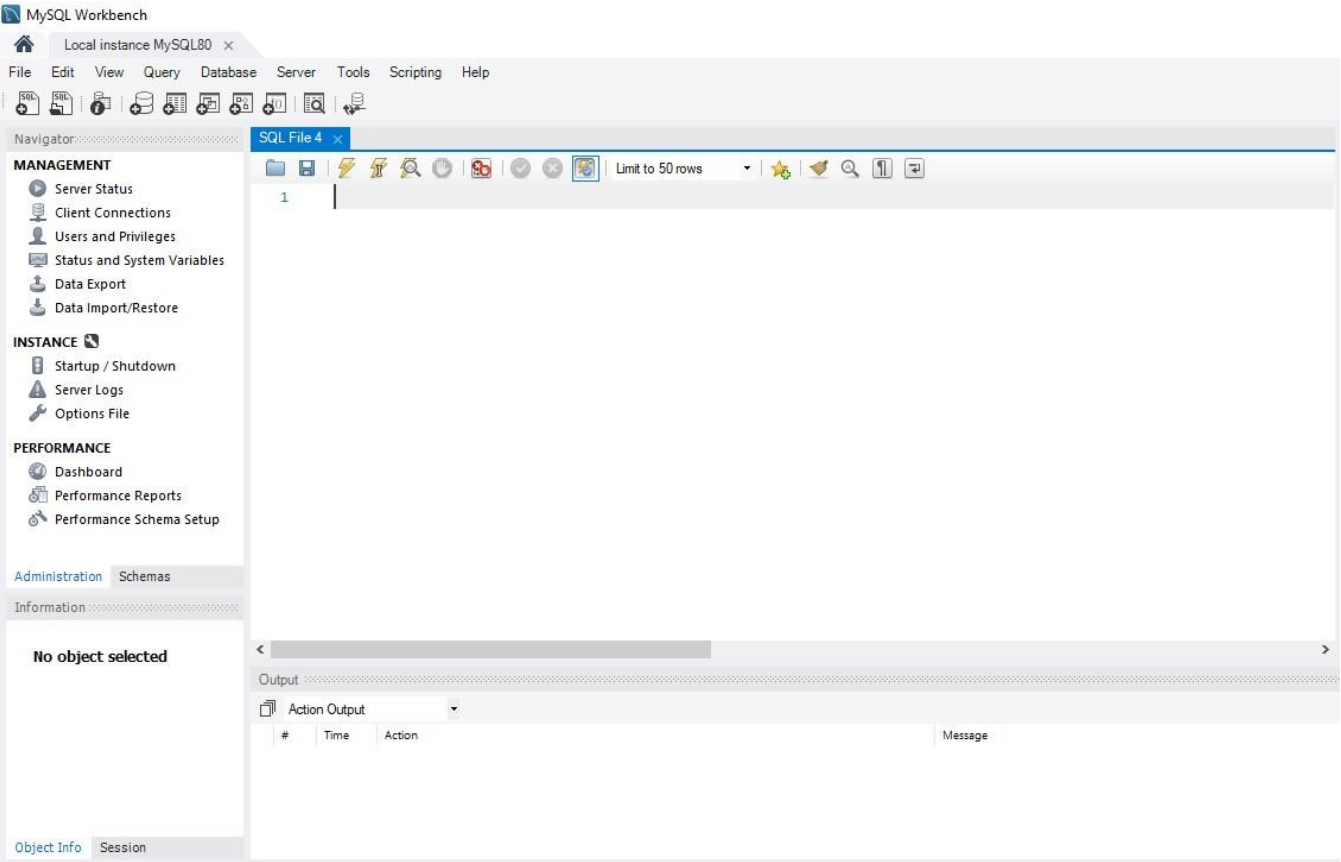 MySQL Workbench
Local instance MySQL80
File Edit View Query Database Server Tools Scripting Help
SQL SQL
Navigator
MANAGEMENT
Server Status
Client Connections
Users and Privileges
Status and System Variables
Data Export
Data Import/Restore
INSTANCE
Startup / Shutdown
Server Logs
Options File
PERFORMANCE
Dashboard
Performance Reports
Performance Schema Setup
Administration Schemas
Information
No object selected
Object Info Session
SQL File 4
Limit to 50 rows
1
Output
Action Output
# Time Action Message